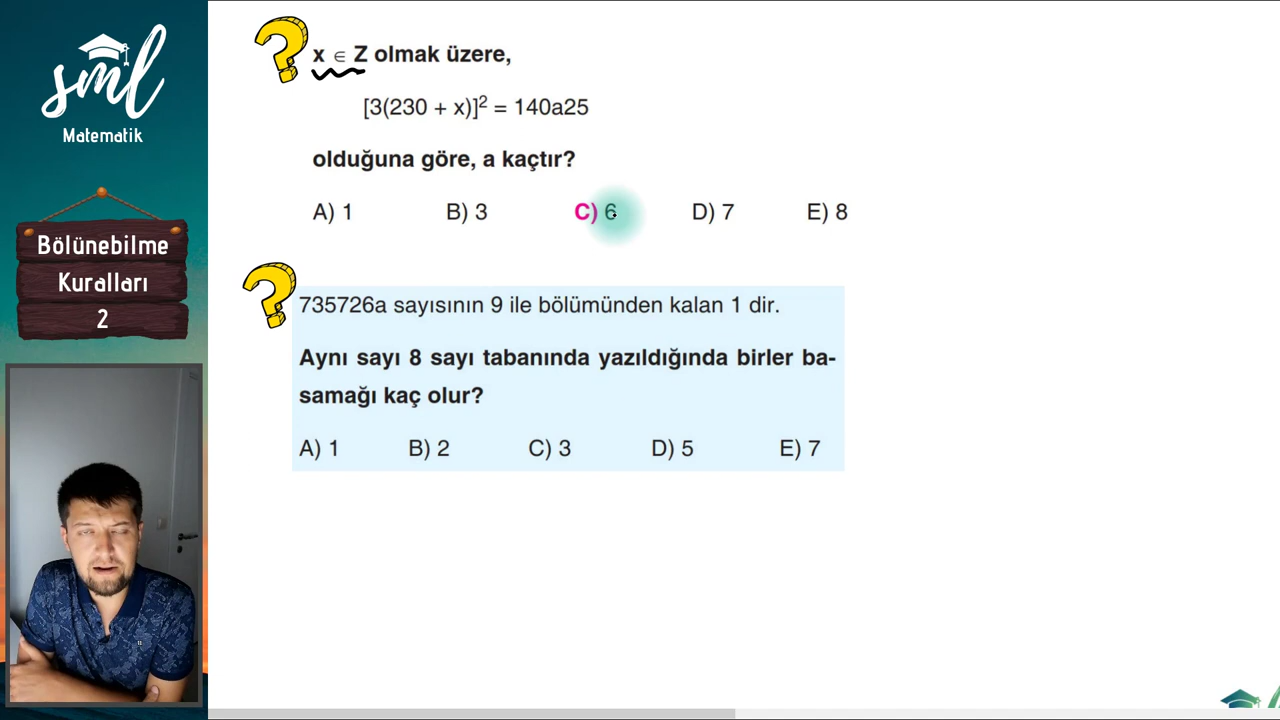 sml
Matematik
Bölünebilme
Kuralları
2
x ∈ Z olmak üzere,
[3(230 + x)]² = 140a25
olduğuna göre, a kaçtır?
A) 1 B) 3 C) 6 D) 7 E) 8
735726a sayısının 9 ile bölümünden kalan 1 dir.
Aynı sayı 8 sayı tabanında yazıldığında birler ba-
samağı kaç olur?
A) 1 B) 2 C) 3 D) 5 E) 7